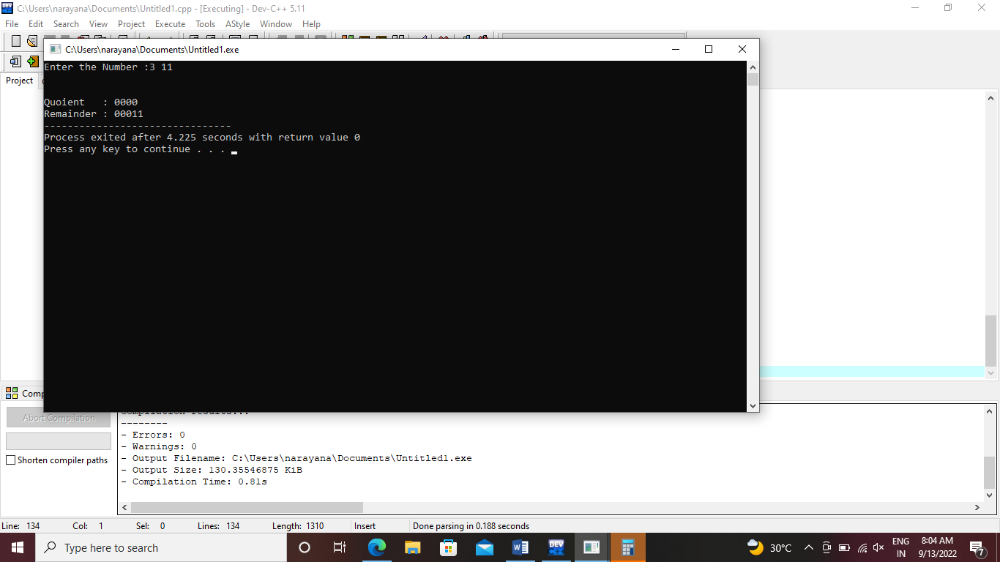 C:\Users\narayana\Documents\Untitled1.cpp - [Executing] - Dev-C++ 5.11
File Edit Search View Project Execute Tools AStyle Window Help
C:\Users\narayana\Documents\Untitled1.exe
Project
Enter the Number :3 11
Quoient   : 0000
Remainder : 00011
--------------------------------
Process exited after 4.225 seconds with return value 0
Press any key to continue . . .
Abort Compilation
Shorten compiler paths
Compilation results...
--------
- Errors: 0
- Warnings: 0
- Output Filename: C:\Users\narayana\Documents\Untitled1.exe
- Output Size: 130.35546875 KiB
- Compilation Time: 0.81s
Line: 134 Col: 1 Sel: 0 Lines: 134 Length: 1310 Insert Done parsing in 0.188 seconds
Type here to search
DEV
30°C
ENG
IN
8:04 AM
9/13/2022
7